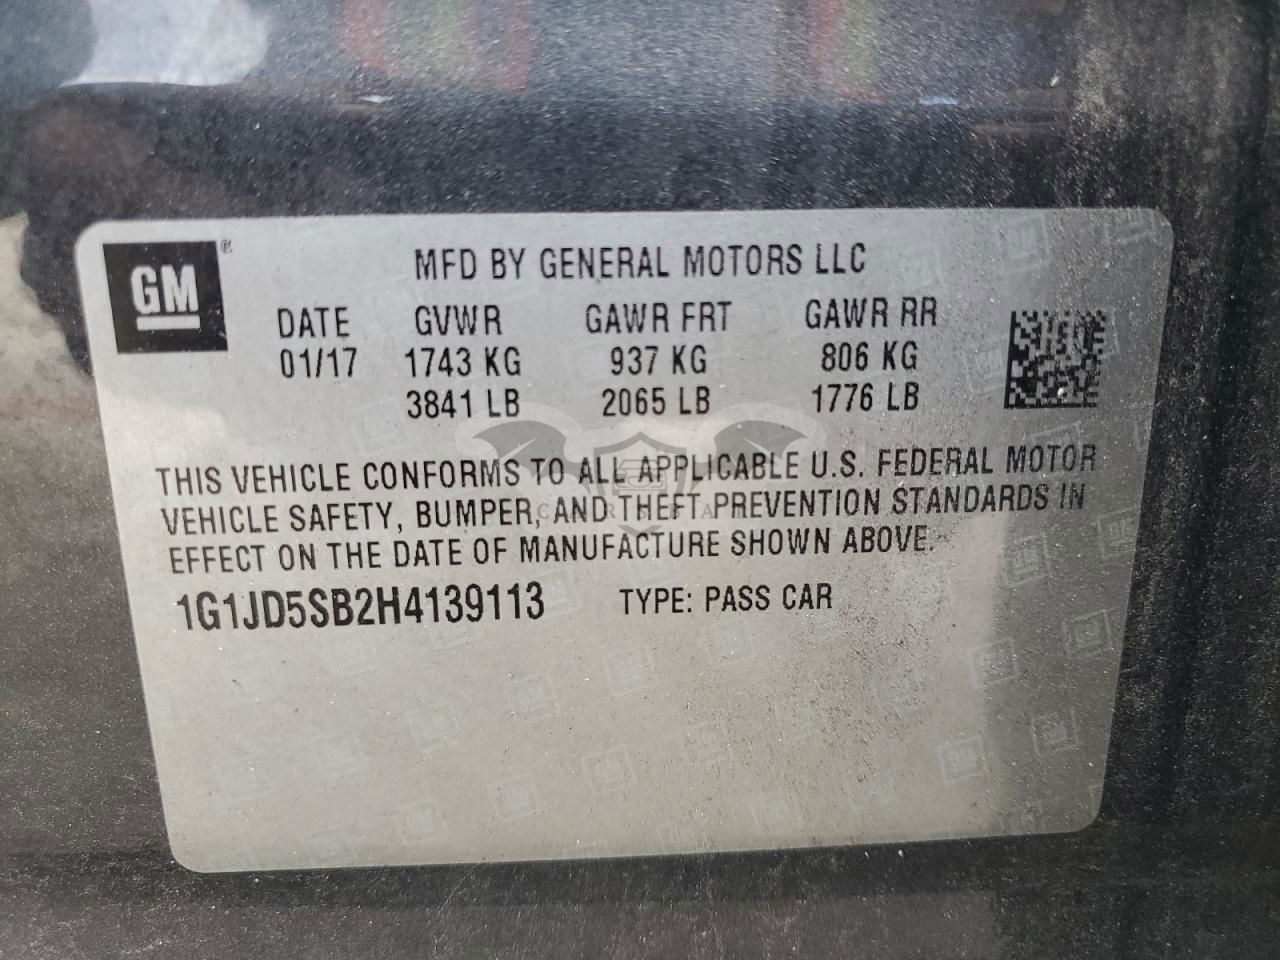 GM®
MFD BY GENERAL MOTORS LLC
DATE GVWR GAWR FRT GAWR RR
01/17 1743 KG 937 KG 806 KG
3841 LB 2065 LB 1776 LB
THIS VEHICLE CONFORMS TO ALL APPLICABLE U.S. FEDERAL MOTOR
VEHICLE SAFETY, BUMPER, AND THEFT PREVENTION STANDARDS IN
EFFECT ON THE DATE OF MANUFACTURE SHOWN ABOVE.
1G1JD5SB2H4139113 TYPE: PASS CAR